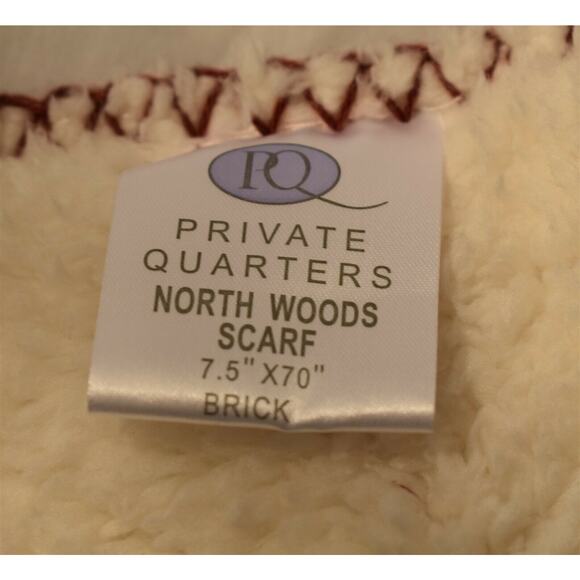 PQ
PRIVATE
QUARTERS
NORTH WOODS
SCARF
7.5" X70"
BRICK